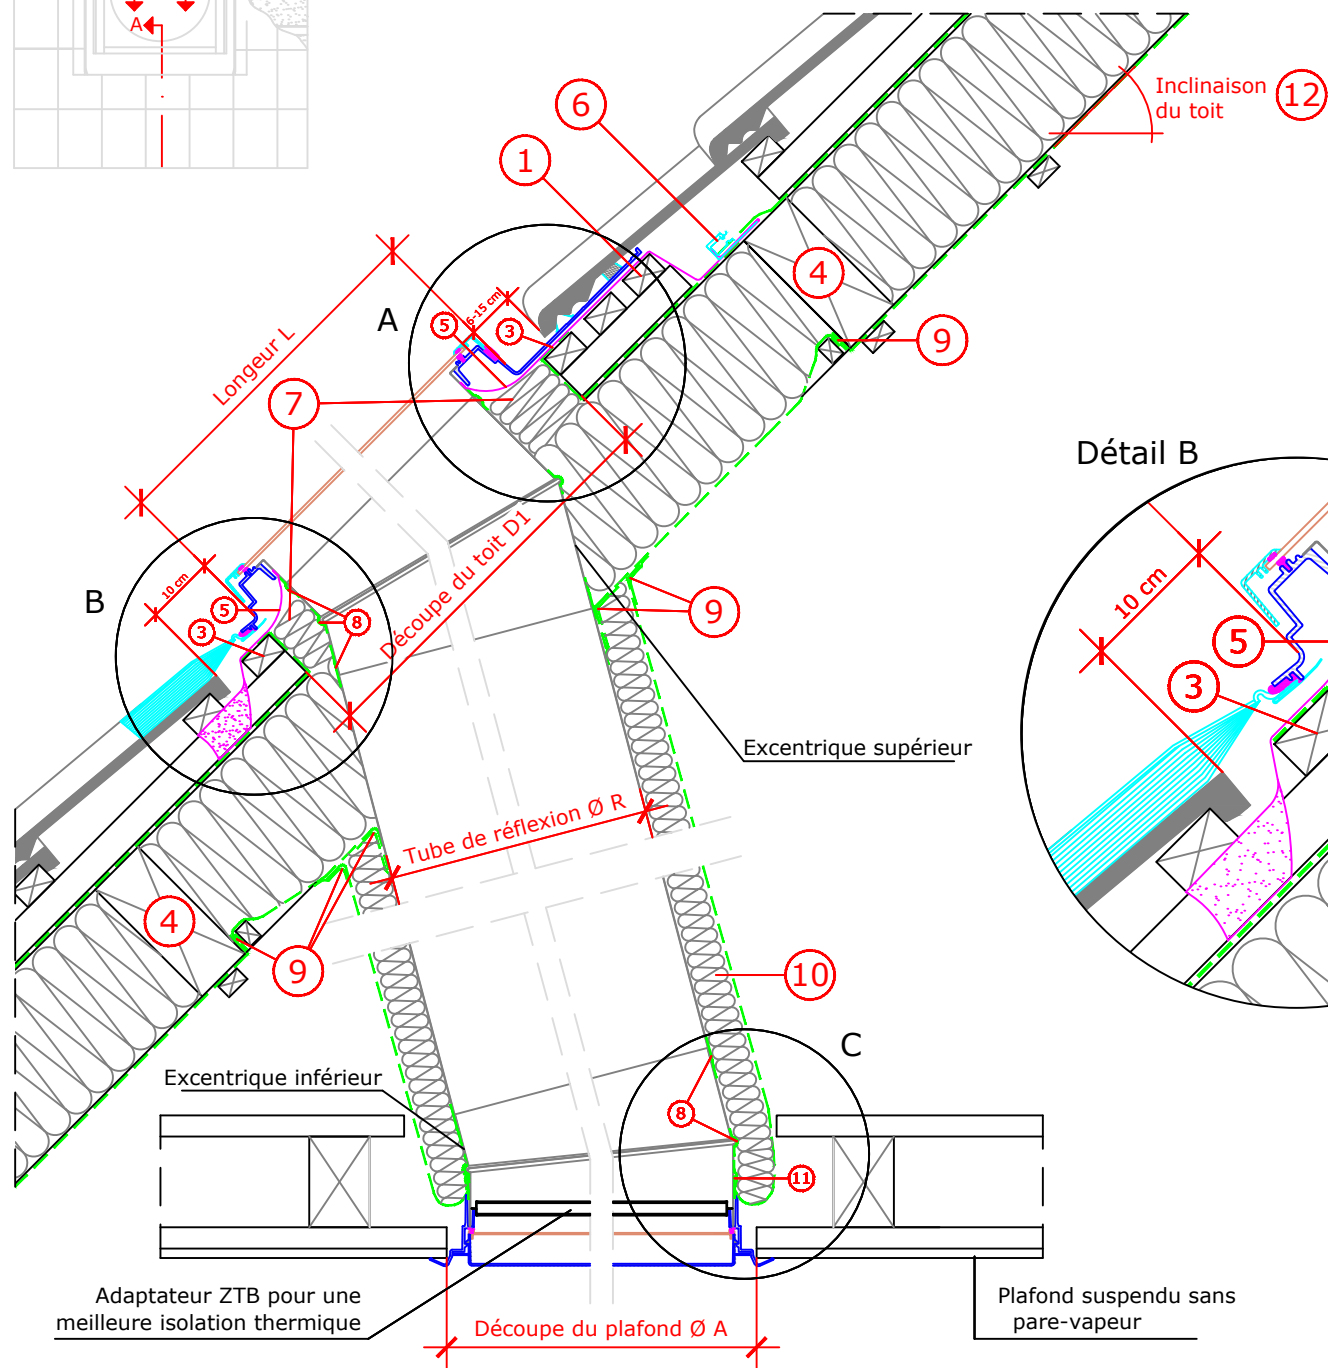 A
6
Inclinaison
du toit
12
1
4
A
5
6-15 cm
3
9
Longeur L
7
Détail B
Découpe du toit D1
10 cm
B
5
8
3
9
10 cm
5
3
Excentrique supérieur
Tube de réflexion Ø R
4
9
10
C
Excentrique inférieur
8
11
Adaptateur ZTB pour une
meilleure isolation thermique
Découpe du plafond Ø A
Plafond suspendu sans
pare-vapeur